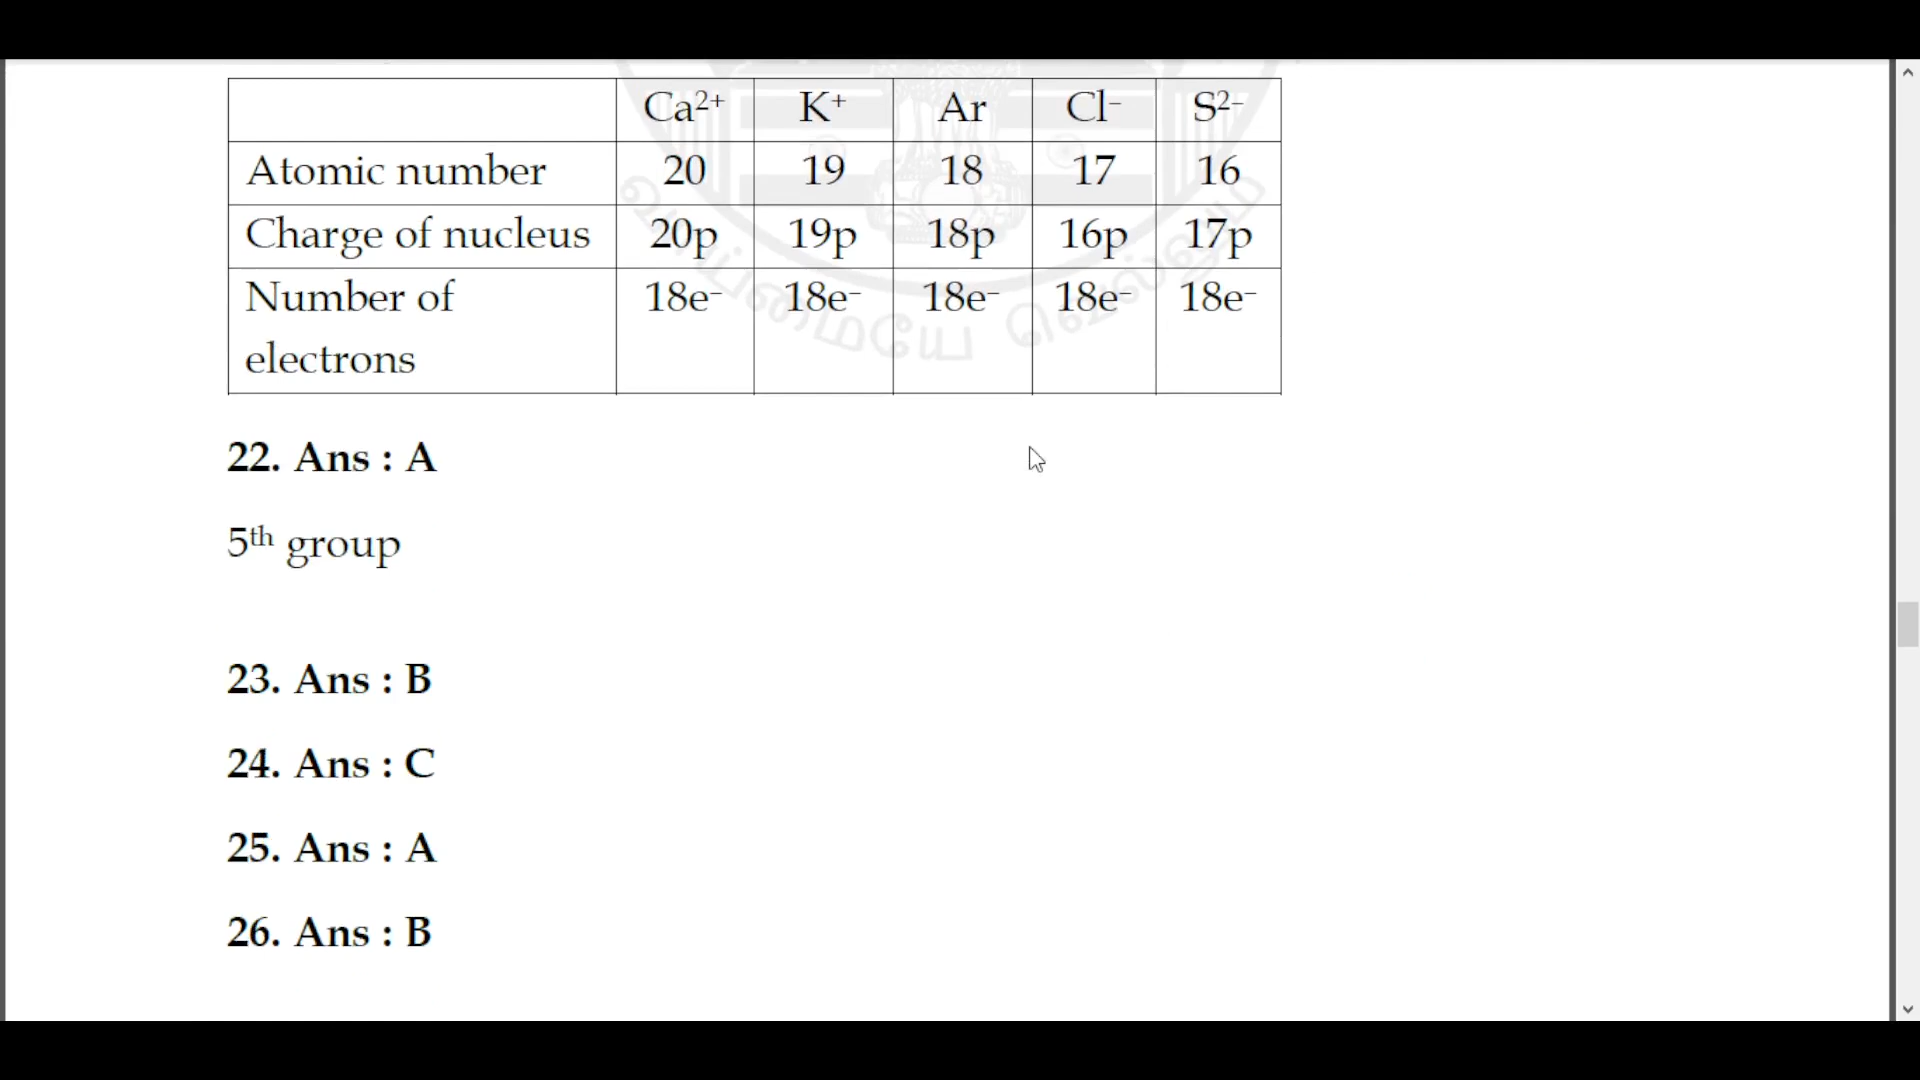 Ca²⁺ K⁺ Ar Cl⁻ S²⁻
Atomic number 20 19 18 17 16
Charge of nucleus 20p 19p 18p 16p 17p
Number of electrons 18e⁻ 18e⁻ 18e⁻ 18e⁻ 18e⁻
வாய்மையே வெல்லும்
22. Ans : A
5ᵗʰ group
23. Ans : B
24. Ans : C
25. Ans : A
26. Ans : B